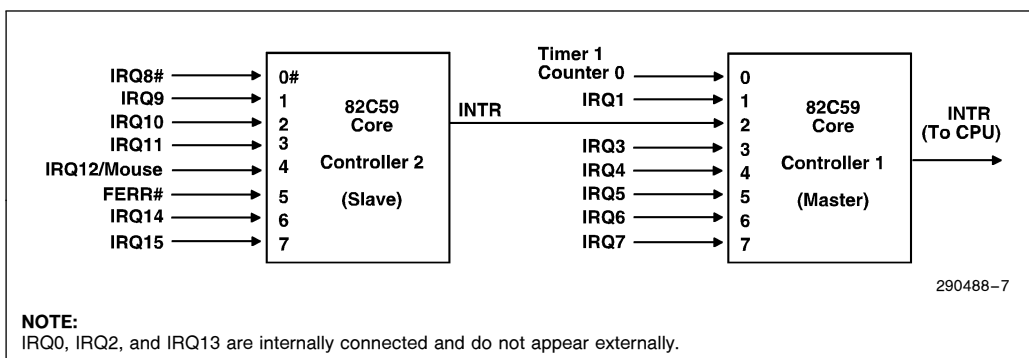 IRQ8#
IRQ9
IRQ10
IRQ11
IRQ12/Mouse
FERR#
IRQ14
IRQ15
0#
1
2
3
4
5
6
7
82C59
Core
Controller 2
(Slave)
INTR
Timer 1
Counter 0
IRQ1
IRQ3
IRQ4
IRQ5
IRQ6
IRQ7
0
1
2
3
4
5
6
7
82C59
Core
Controller 1
(Master)
INTR
(To CPU)
290488–7
NOTE:
IRQ0, IRQ2, and IRQ13 are internally connected and do not appear externally.